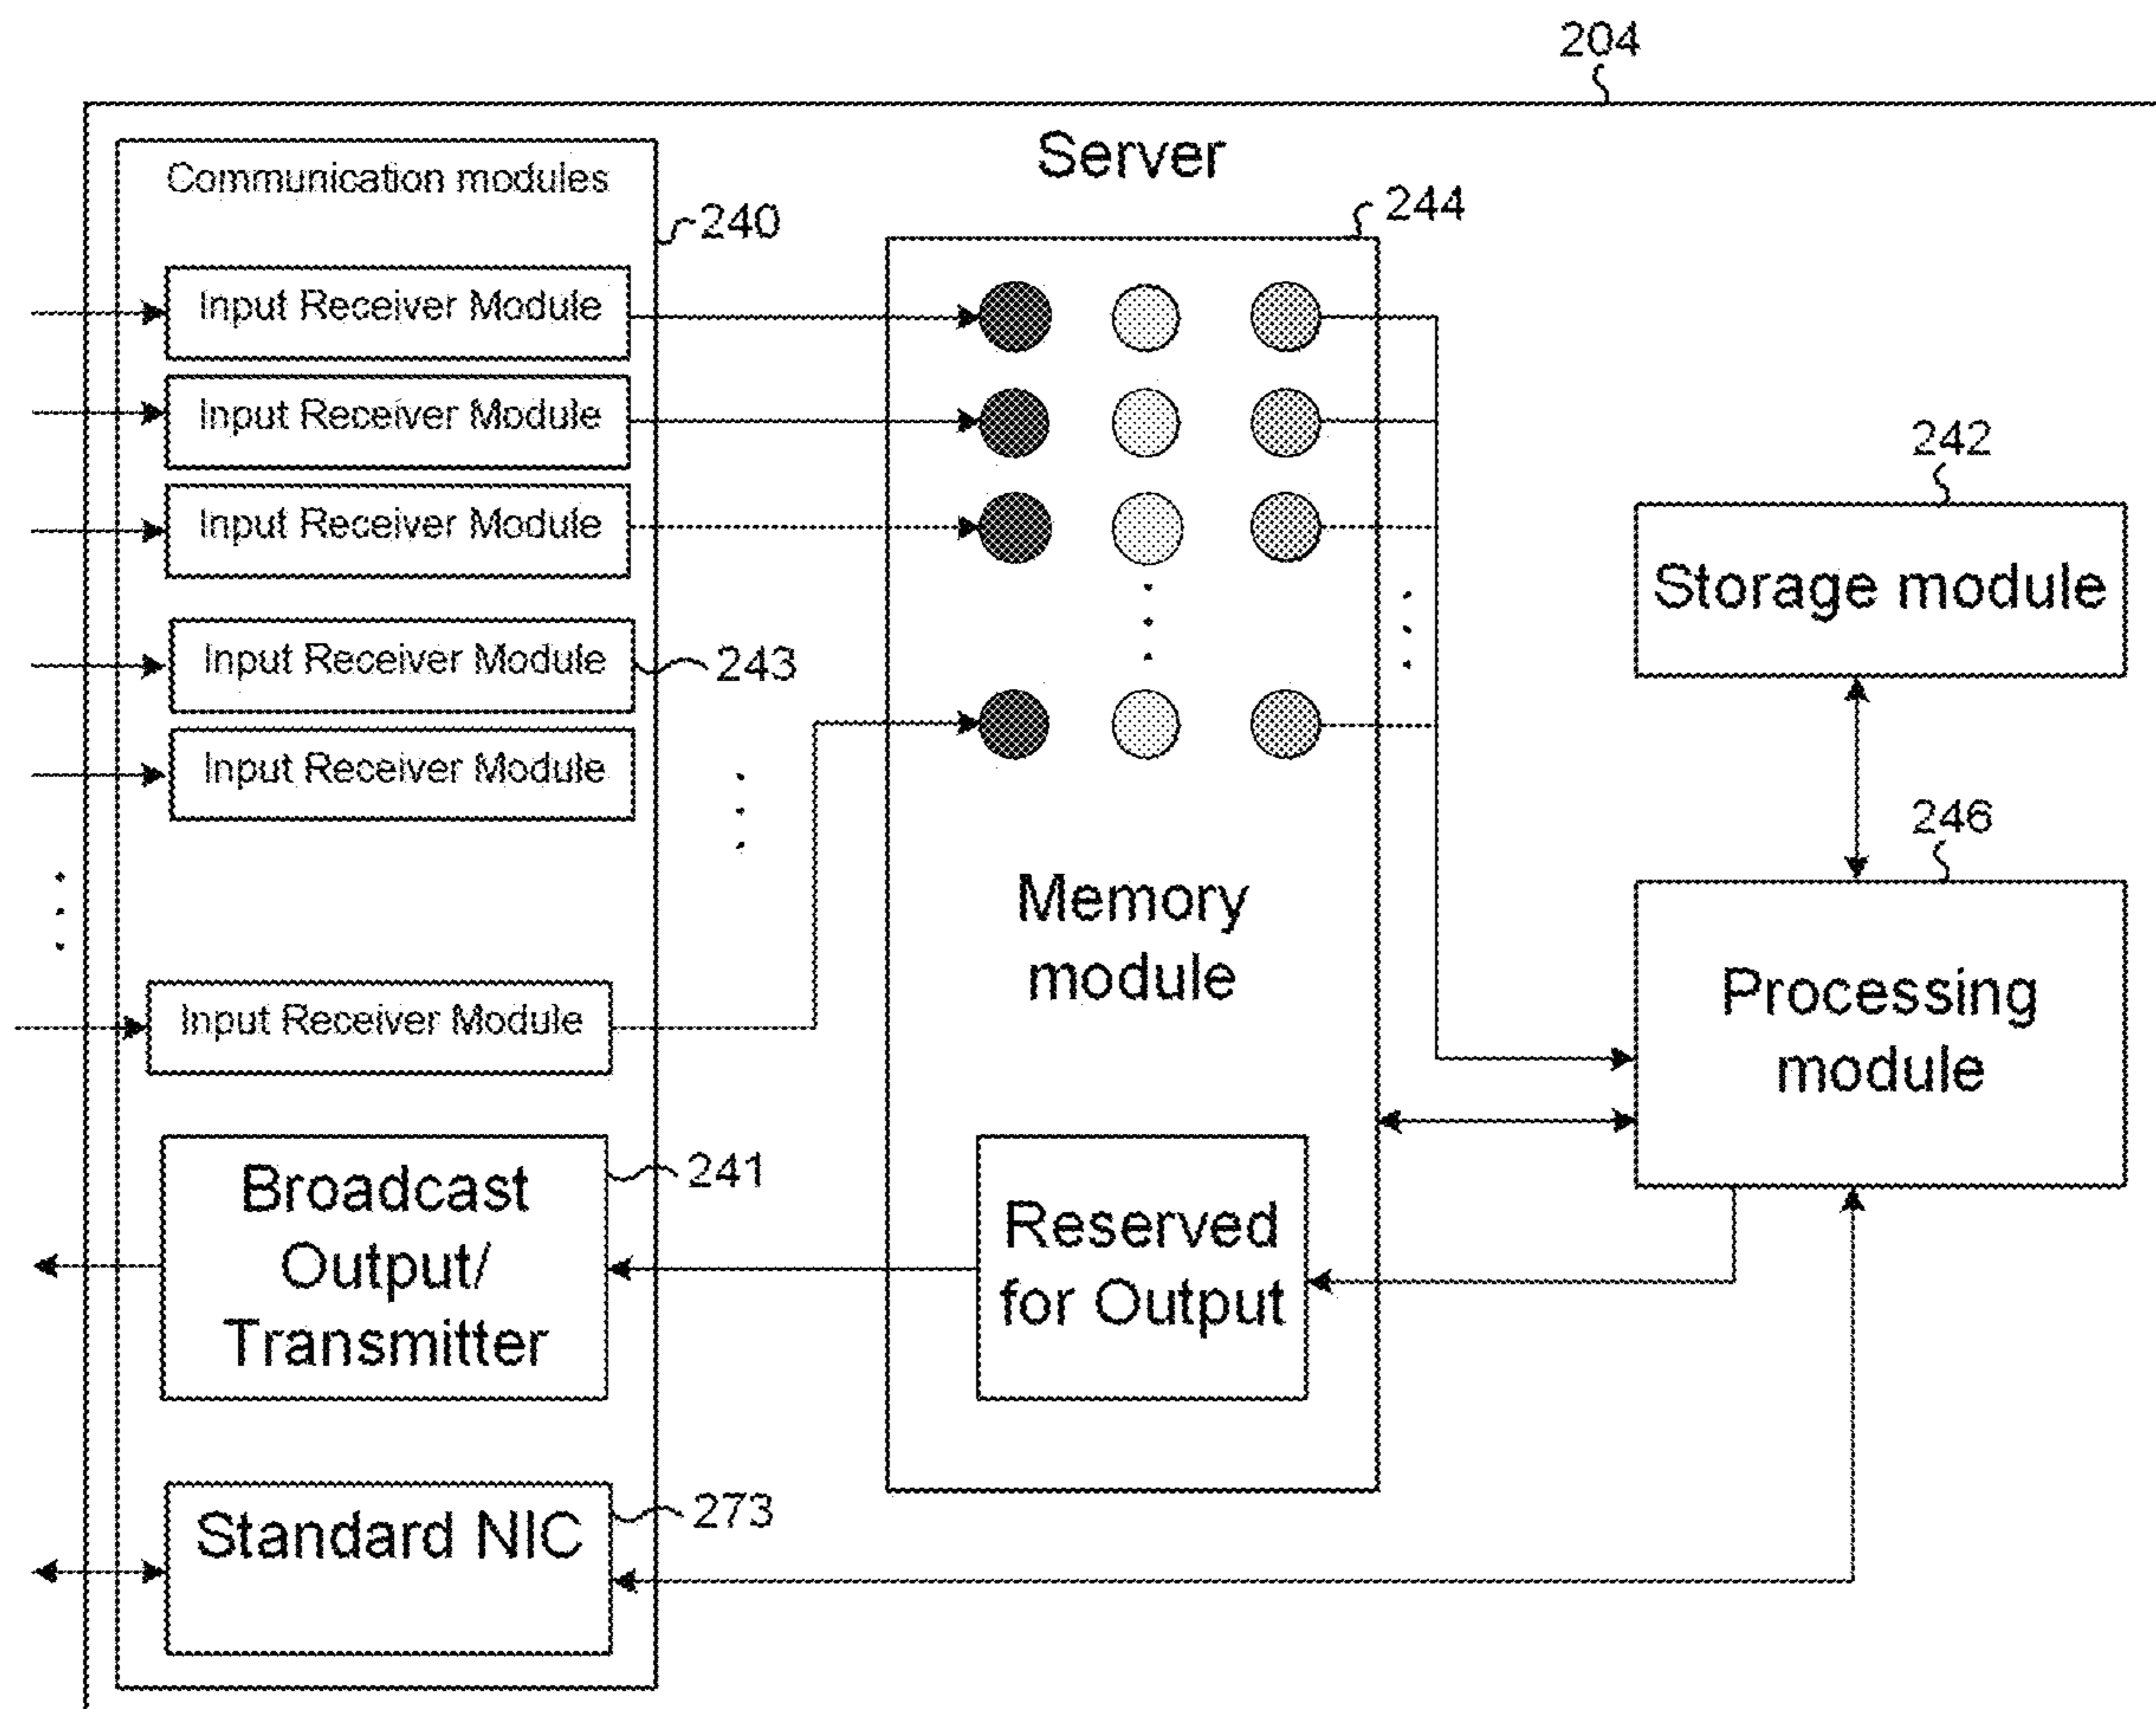 204
Server
Communication modules
240
244
Input Receiver Module
Input Receiver Module
Input Receiver Module
242
Storage module
Input Receiver Module
243
Input Receiver Module
246
Memory
module
Processing
module
Input Receiver Module
Broadcast
Output/
Transmitter
241
Reserved
for Output
Standard NIC
273